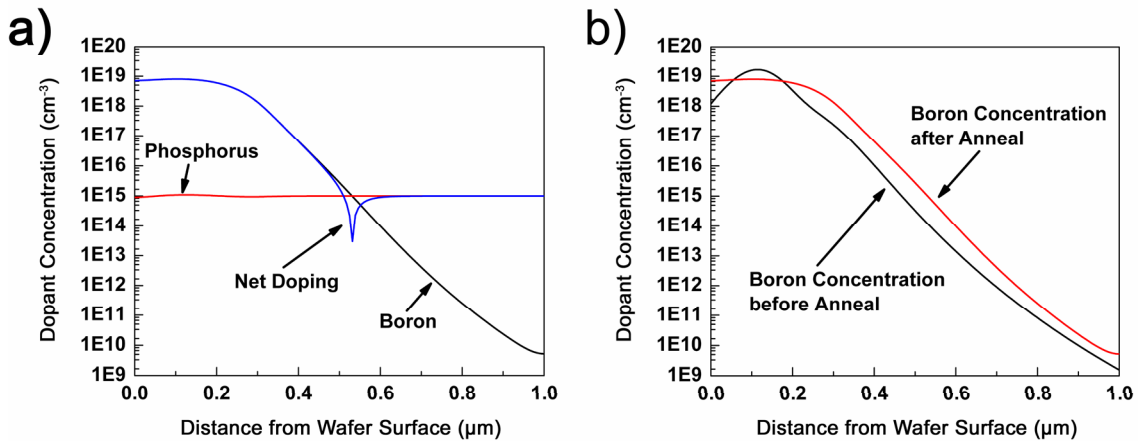 a)
Dopant Concentration (cm⁻³)
1E20
1E19
1E18
1E17
1E16
1E15
1E14
1E13
1E12
1E11
1E10
1E9
Phosphorus
Net Doping
Boron
0.0 0.2 0.4 0.6 0.8 1.0
Distance from Wafer Surface (µm)
b)
Dopant Concentration (cm⁻³)
1E20
1E19
1E18
1E17
1E16
1E15
1E14
1E13
1E12
1E11
1E10
1E9
Boron Concentration
after Anneal
Boron Concentration
before Anneal
0.0 0.2 0.4 0.6 0.8 1.0
Distance from Wafer Surface (µm)